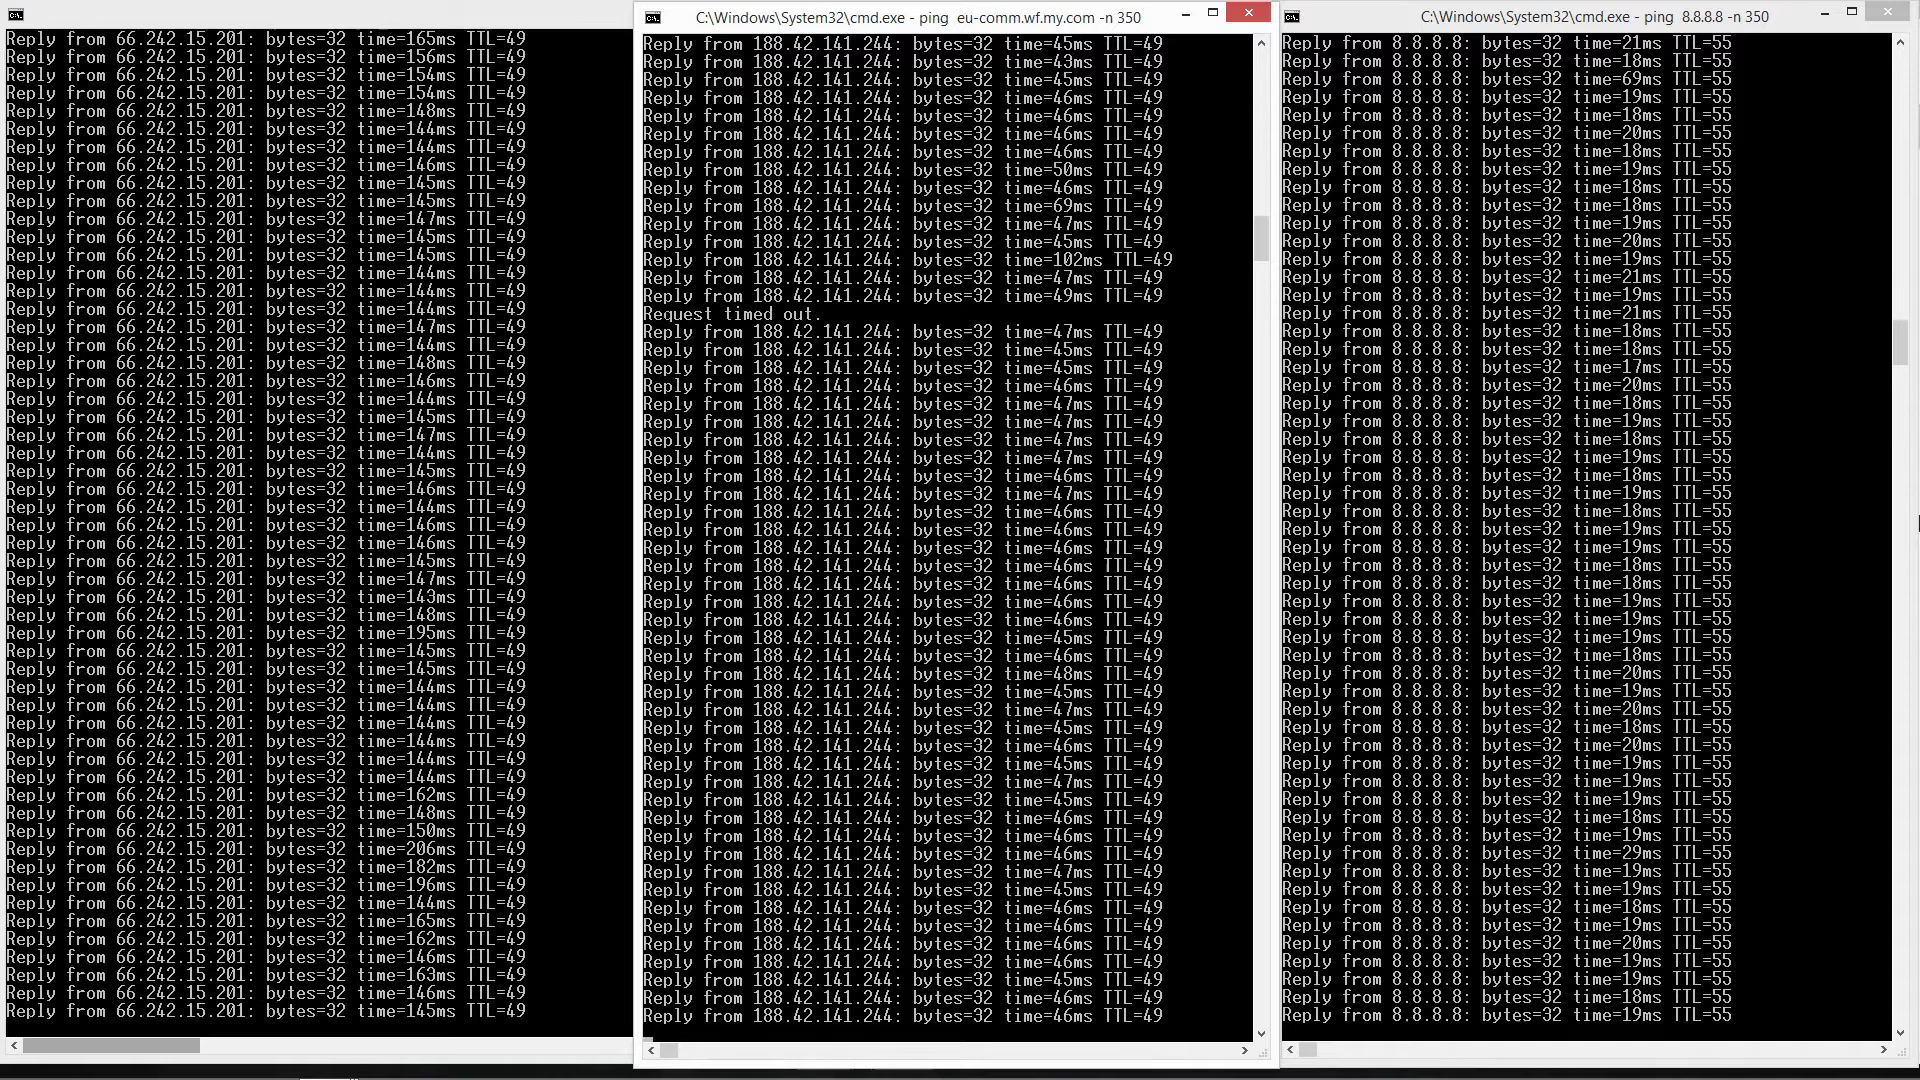 Reply from 66.242.15.201: bytes=32 time=165ms TTL=49
Reply from 66.242.15.201: bytes=32 time=156ms TTL=49
Reply from 66.242.15.201: bytes=32 time=154ms TTL=49
Reply from 66.242.15.201: bytes=32 time=154ms TTL=49
Reply from 66.242.15.201: bytes=32 time=148ms TTL=49
Reply from 66.242.15.201: bytes=32 time=144ms TTL=49
Reply from 66.242.15.201: bytes=32 time=144ms TTL=49
Reply from 66.242.15.201: bytes=32 time=146ms TTL=49
Reply from 66.242.15.201: bytes=32 time=145ms TTL=49
Reply from 66.242.15.201: bytes=32 time=145ms TTL=49
Reply from 66.242.15.201: bytes=32 time=147ms TTL=49
Reply from 66.242.15.201: bytes=32 time=145ms TTL=49
Reply from 66.242.15.201: bytes=32 time=145ms TTL=49
Reply from 66.242.15.201: bytes=32 time=144ms TTL=49
Reply from 66.242.15.201: bytes=32 time=144ms TTL=49
Reply from 66.242.15.201: bytes=32 time=144ms TTL=49
Reply from 66.242.15.201: bytes=32 time=147ms TTL=49
Reply from 66.242.15.201: bytes=32 time=144ms TTL=49
Reply from 66.242.15.201: bytes=32 time=148ms TTL=49
Reply from 66.242.15.201: bytes=32 time=146ms TTL=49
Reply from 66.242.15.201: bytes=32 time=144ms TTL=49
Reply from 66.242.15.201: bytes=32 time=145ms TTL=49
Reply from 66.242.15.201: bytes=32 time=147ms TTL=49
Reply from 66.242.15.201: bytes=32 time=144ms TTL=49
Reply from 66.242.15.201: bytes=32 time=145ms TTL=49
Reply from 66.242.15.201: bytes=32 time=146ms TTL=49
Reply from 66.242.15.201: bytes=32 time=144ms TTL=49
Reply from 66.242.15.201: bytes=32 time=146ms TTL=49
Reply from 66.242.15.201: bytes=32 time=146ms TTL=49
Reply from 66.242.15.201: bytes=32 time=145ms TTL=49
Reply from 66.242.15.201: bytes=32 time=147ms TTL=49
Reply from 66.242.15.201: bytes=32 time=143ms TTL=49
Reply from 66.242.15.201: bytes=32 time=148ms TTL=49
Reply from 66.242.15.201: bytes=32 time=195ms TTL=49
Reply from 66.242.15.201: bytes=32 time=145ms TTL=49
Reply from 66.242.15.201: bytes=32 time=145ms TTL=49
Reply from 66.242.15.201: bytes=32 time=144ms TTL=49
Reply from 66.242.15.201: bytes=32 time=144ms TTL=49
Reply from 66.242.15.201: bytes=32 time=144ms TTL=49
Reply from 66.242.15.201: bytes=32 time=144ms TTL=49
Reply from 66.242.15.201: bytes=32 time=144ms TTL=49
Reply from 66.242.15.201: bytes=32 time=144ms TTL=49
Reply from 66.242.15.201: bytes=32 time=162ms TTL=49
Reply from 66.242.15.201: bytes=32 time=148ms TTL=49
Reply from 66.242.15.201: bytes=32 time=150ms TTL=49
Reply from 66.242.15.201: bytes=32 time=206ms TTL=49
Reply from 66.242.15.201: bytes=32 time=182ms TTL=49
Reply from 66.242.15.201: bytes=32 time=196ms TTL=49
Reply from 66.242.15.201: bytes=32 time=144ms TTL=49
Reply from 66.242.15.201: bytes=32 time=165ms TTL=49
Reply from 66.242.15.201: bytes=32 time=162ms TTL=49
Reply from 66.242.15.201: bytes=32 time=146ms TTL=49
Reply from 66.242.15.201: bytes=32 time=163ms TTL=49
Reply from 66.242.15.201: bytes=32 time=146ms TTL=49
Reply from 66.242.15.201: bytes=32 time=145ms TTL=49
C:\Windows\System32\cmd.exe - ping eu-comm.wf.my.com -n 350
Reply from 188.42.141.244: bytes=32 time=45ms TTL=49
Reply from 188.42.141.244: bytes=32 time=43ms TTL=49
Reply from 188.42.141.244: bytes=32 time=45ms TTL=49
Reply from 188.42.141.244: bytes=32 time=46ms TTL=49
Reply from 188.42.141.244: bytes=32 time=46ms TTL=49
Reply from 188.42.141.244: bytes=32 time=46ms TTL=49
Reply from 188.42.141.244: bytes=32 time=46ms TTL=49
Reply from 188.42.141.244: bytes=32 time=50ms TTL=49
Reply from 188.42.141.244: bytes=32 time=46ms TTL=49
Reply from 188.42.141.244: bytes=32 time=69ms TTL=49
Reply from 188.42.141.244: bytes=32 time=47ms TTL=49
Reply from 188.42.141.244: bytes=32 time=45ms TTL=49
Reply from 188.42.141.244: bytes=32 time=102ms TTL=49
Reply from 188.42.141.244: bytes=32 time=47ms TTL=49
Reply from 188.42.141.244: bytes=32 time=49ms TTL=49
Request timed out.
Reply from 188.42.141.244: bytes=32 time=47ms TTL=49
Reply from 188.42.141.244: bytes=32 time=45ms TTL=49
Reply from 188.42.141.244: bytes=32 time=45ms TTL=49
Reply from 188.42.141.244: bytes=32 time=46ms TTL=49
Reply from 188.42.141.244: bytes=32 time=47ms TTL=49
Reply from 188.42.141.244: bytes=32 time=47ms TTL=49
Reply from 188.42.141.244: bytes=32 time=47ms TTL=49
Reply from 188.42.141.244: bytes=32 time=47ms TTL=49
Reply from 188.42.141.244: bytes=32 time=46ms TTL=49
Reply from 188.42.141.244: bytes=32 time=47ms TTL=49
Reply from 188.42.141.244: bytes=32 time=46ms TTL=49
Reply from 188.42.141.244: bytes=32 time=46ms TTL=49
Reply from 188.42.141.244: bytes=32 time=46ms TTL=49
Reply from 188.42.141.244: bytes=32 time=46ms TTL=49
Reply from 188.42.141.244: bytes=32 time=46ms TTL=49
Reply from 188.42.141.244: bytes=32 time=46ms TTL=49
Reply from 188.42.141.244: bytes=32 time=46ms TTL=49
Reply from 188.42.141.244: bytes=32 time=45ms TTL=49
Reply from 188.42.141.244: bytes=32 time=46ms TTL=49
Reply from 188.42.141.244: bytes=32 time=48ms TTL=49
Reply from 188.42.141.244: bytes=32 time=45ms TTL=49
Reply from 188.42.141.244: bytes=32 time=47ms TTL=49
Reply from 188.42.141.244: bytes=32 time=45ms TTL=49
Reply from 188.42.141.244: bytes=32 time=46ms TTL=49
Reply from 188.42.141.244: bytes=32 time=45ms TTL=49
Reply from 188.42.141.244: bytes=32 time=47ms TTL=49
Reply from 188.42.141.244: bytes=32 time=45ms TTL=49
Reply from 188.42.141.244: bytes=32 time=46ms TTL=49
Reply from 188.42.141.244: bytes=32 time=46ms TTL=49
Reply from 188.42.141.244: bytes=32 time=46ms TTL=49
Reply from 188.42.141.244: bytes=32 time=47ms TTL=49
Reply from 188.42.141.244: bytes=32 time=45ms TTL=49
Reply from 188.42.141.244: bytes=32 time=46ms TTL=49
Reply from 188.42.141.244: bytes=32 time=46ms TTL=49
Reply from 188.42.141.244: bytes=32 time=46ms TTL=49
Reply from 188.42.141.244: bytes=32 time=46ms TTL=49
Reply from 188.42.141.244: bytes=32 time=45ms TTL=49
Reply from 188.42.141.244: bytes=32 time=46ms TTL=49
Reply from 188.42.141.244: bytes=32 time=46ms TTL=49
C:\Windows\System32\cmd.exe - ping 8.8.8.8 -n 350
Reply from 8.8.8.8: bytes=32 time=21ms TTL=55
Reply from 8.8.8.8: bytes=32 time=18ms TTL=55
Reply from 8.8.8.8: bytes=32 time=69ms TTL=55
Reply from 8.8.8.8: bytes=32 time=19ms TTL=55
Reply from 8.8.8.8: bytes=32 time=18ms TTL=55
Reply from 8.8.8.8: bytes=32 time=20ms TTL=55
Reply from 8.8.8.8: bytes=32 time=18ms TTL=55
Reply from 8.8.8.8: bytes=32 time=19ms TTL=55
Reply from 8.8.8.8: bytes=32 time=18ms TTL=55
Reply from 8.8.8.8: bytes=32 time=18ms TTL=55
Reply from 8.8.8.8: bytes=32 time=19ms TTL=55
Reply from 8.8.8.8: bytes=32 time=20ms TTL=55
Reply from 8.8.8.8: bytes=32 time=19ms TTL=55
Reply from 8.8.8.8: bytes=32 time=21ms TTL=55
Reply from 8.8.8.8: bytes=32 time=19ms TTL=55
Reply from 8.8.8.8: bytes=32 time=21ms TTL=55
Reply from 8.8.8.8: bytes=32 time=18ms TTL=55
Reply from 8.8.8.8: bytes=32 time=18ms TTL=55
Reply from 8.8.8.8: bytes=32 time=17ms TTL=55
Reply from 8.8.8.8: bytes=32 time=20ms TTL=55
Reply from 8.8.8.8: bytes=32 time=18ms TTL=55
Reply from 8.8.8.8: bytes=32 time=19ms TTL=55
Reply from 8.8.8.8: bytes=32 time=18ms TTL=55
Reply from 8.8.8.8: bytes=32 time=19ms TTL=55
Reply from 8.8.8.8: bytes=32 time=18ms TTL=55
Reply from 8.8.8.8: bytes=32 time=19ms TTL=55
Reply from 8.8.8.8: bytes=32 time=18ms TTL=55
Reply from 8.8.8.8: bytes=32 time=19ms TTL=55
Reply from 8.8.8.8: bytes=32 time=19ms TTL=55
Reply from 8.8.8.8: bytes=32 time=19ms TTL=55
Reply from 8.8.8.8: bytes=32 time=18ms TTL=55
Reply from 8.8.8.8: bytes=32 time=19ms TTL=55
Reply from 8.8.8.8: bytes=32 time=19ms TTL=55
Reply from 8.8.8.8: bytes=32 time=19ms TTL=55
Reply from 8.8.8.8: bytes=32 time=18ms TTL=55
Reply from 8.8.8.8: bytes=32 time=20ms TTL=55
Reply from 8.8.8.8: bytes=32 time=19ms TTL=55
Reply from 8.8.8.8: bytes=32 time=20ms TTL=55
Reply from 8.8.8.8: bytes=32 time=18ms TTL=55
Reply from 8.8.8.8: bytes=32 time=20ms TTL=55
Reply from 8.8.8.8: bytes=32 time=19ms TTL=55
Reply from 8.8.8.8: bytes=32 time=19ms TTL=55
Reply from 8.8.8.8: bytes=32 time=19ms TTL=55
Reply from 8.8.8.8: bytes=32 time=18ms TTL=55
Reply from 8.8.8.8: bytes=32 time=19ms TTL=55
Reply from 8.8.8.8: bytes=32 time=29ms TTL=55
Reply from 8.8.8.8: bytes=32 time=19ms TTL=55
Reply from 8.8.8.8: bytes=32 time=19ms TTL=55
Reply from 8.8.8.8: bytes=32 time=18ms TTL=55
Reply from 8.8.8.8: bytes=32 time=19ms TTL=55
Reply from 8.8.8.8: bytes=32 time=20ms TTL=55
Reply from 8.8.8.8: bytes=32 time=19ms TTL=55
Reply from 8.8.8.8: bytes=32 time=19ms TTL=55
Reply from 8.8.8.8: bytes=32 time=18ms TTL=55
Reply from 8.8.8.8: bytes=32 time=19ms TTL=55